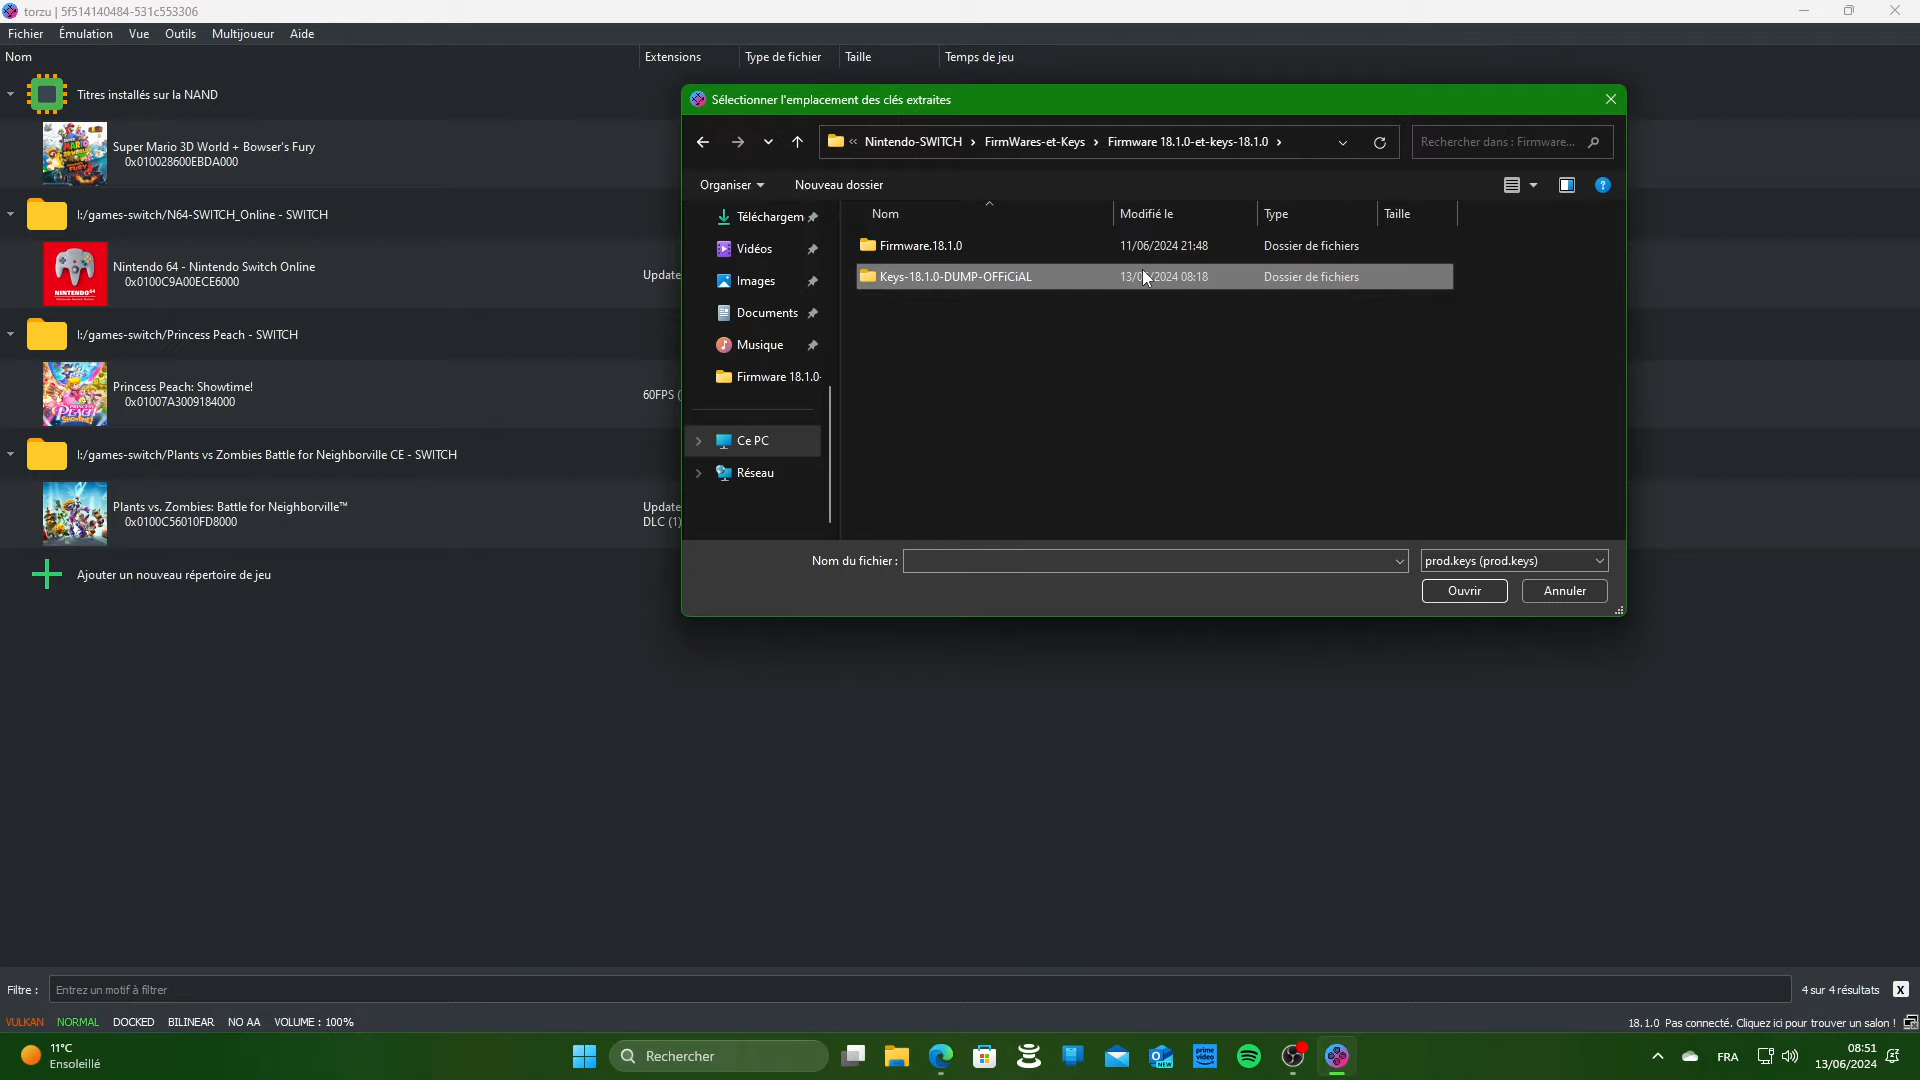 torzu | 5f514140484-531c553306
Fichier Émulation Vue Outils Multijoueur Aide
Nom Extensions Type de fichier Taille Temps de jeu
Titres installés sur la NAND
Super Mario 3D World + Bowser's Fury
0x010028600EBDA000
I:/games-switch/N64-SWITCH_Online - SWITCH
Nintendo 64 - Nintendo Switch Online
0x0100C9A00ECE6000
Update
I:/games-switch/Princess Peach - SWITCH
Princess Peach: Showtime!
0x01007A3009184000
60FPS (
I:/games-switch/Plants vs Zombies Battle for Neighborville CE - SWITCH
Plants vs. Zombies: Battle for Neighborville™
0x0100C56010FD8000
Update
DLC (1)
Ajouter un nouveau répertoire de jeu
Sélectionner l'emplacement des clés extraites
« Nintendo-SWITCH › FirmWares-et-Keys › Firmware 18.1.0-et-keys-18.1.0 ›
Rechercher dans : Firmware...
Organiser Nouveau dossier
Nom Modifié le Type Taille
Téléchargem
Vidéos
Images
Documents
Musique
Firmware 18.1.0-
Ce PC
Réseau
Firmware.18.1.0 11/06/2024 21:48 Dossier de fichiers
Keys-18.1.0-DUMP-OFFiCiAL 2024 08:18 Dossier de fichiers
Nom du fichier : prod.keys (prod.keys)
Ouvrir Annuler
Filtre : Entrez un motif à filtrer 4 sur 4 résultats X
VULKAN NORMAL DOCKED BILINEAR NO AA VOLUME : 100%
18.1.0 Pas connecté. Cliquez ici pour trouver un salon !
11°C
Ensoleillé
Rechercher
FRA
08:51
13/06/2024